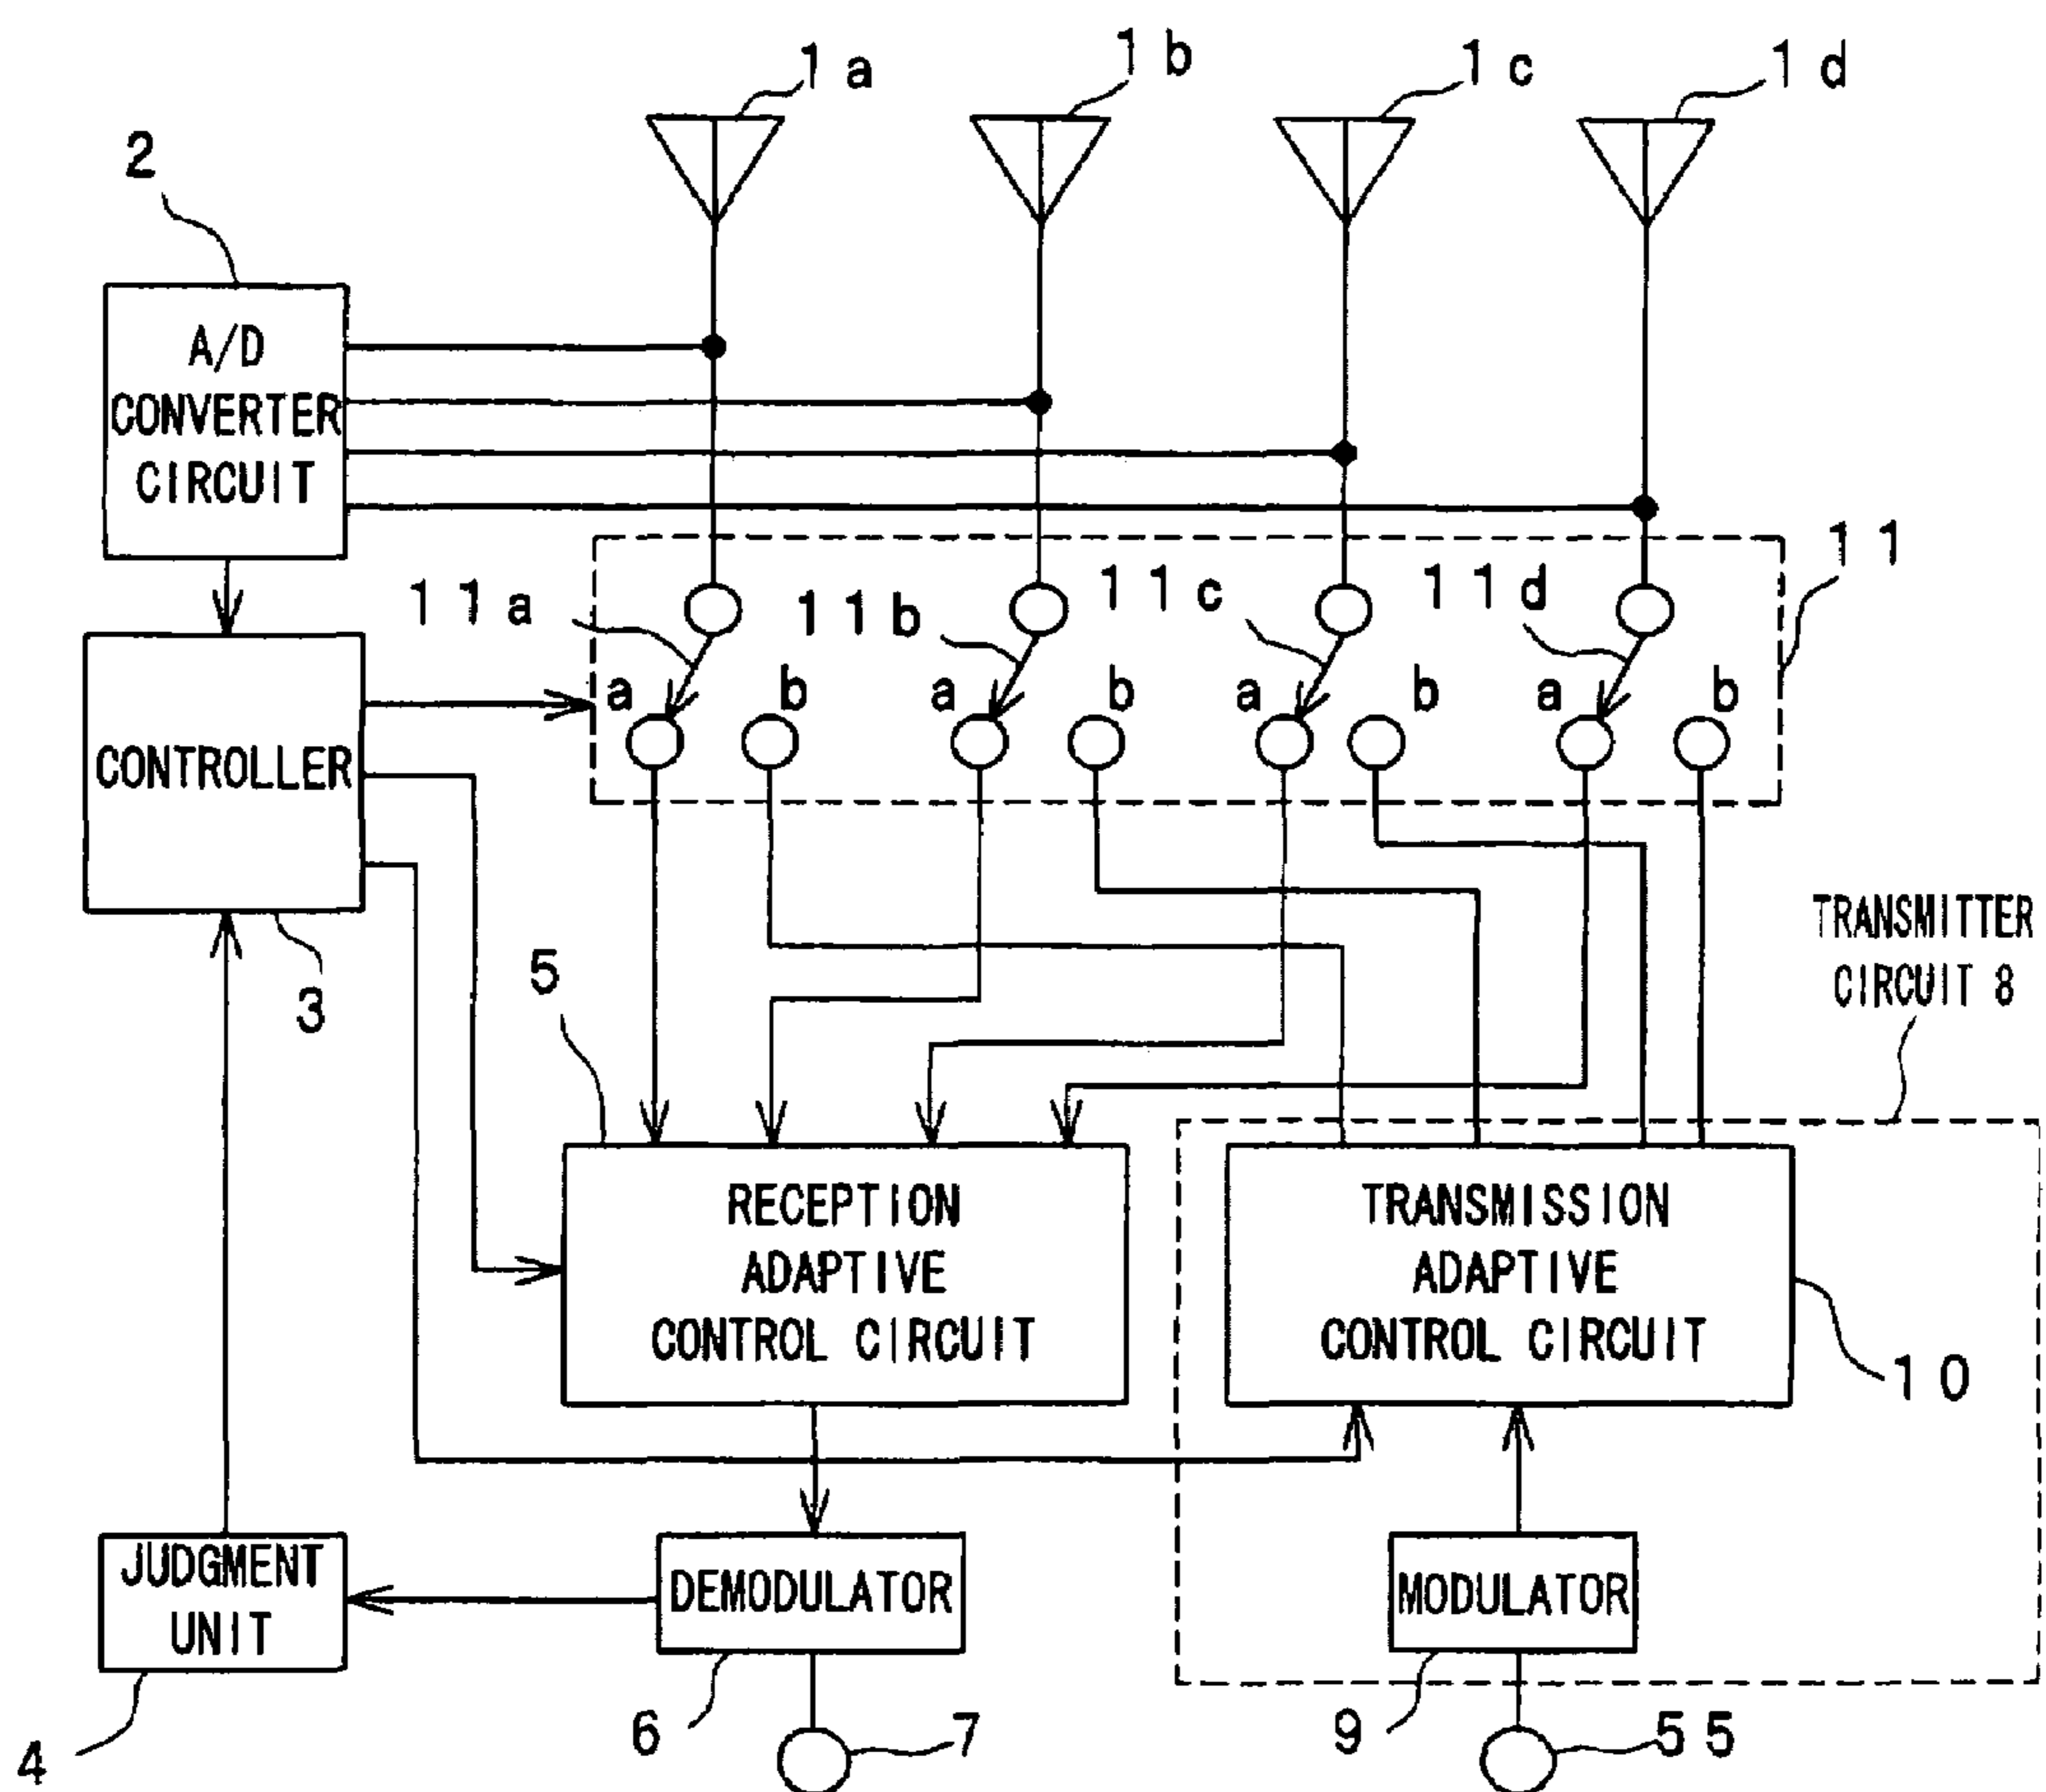 1a
1b
1c
1d
2
A/D
CONVERTER
CIRCUIT
11
11a
11b
11c
11d
a
b
a
b
a
b
a
b
CONTROLLER
3
TRANSMITTER
CIRCUIT 8
5
RECEPTION
ADAPTIVE
CONTROL CIRCUIT
TRANSMISSION
ADAPTIVE
CONTROL CIRCUIT
10
JUDGMENT
UNIT
DEMODULATOR
MODULATOR
4
6
7
9
55